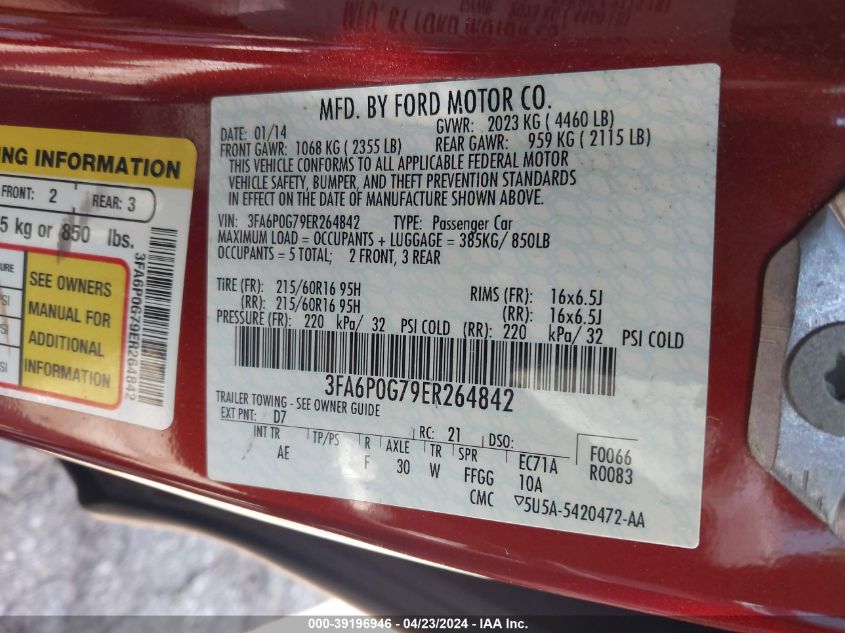 MFD. BY FORD MOTOR CO.
DATE: 01/14 GVWR: 2023 KG ( 4460 LB)
FRONT GAWR: 1068 KG ( 2355 LB) REAR GAWR: 959 KG ( 2115 LB)
THIS VEHICLE CONFORMS TO ALL APPLICABLE FEDERAL MOTOR
VEHICLE SAFETY, BUMPER, AND THEFT PREVENTION STANDARDS
IN EFFECT ON THE DATE OF MANUFACTURE SHOWN ABOVE.
VIN: 3FA6P0G79ER264842 TYPE: Passenger Car
MAXIMUM LOAD = OCCUPANTS + LUGGAGE = 385KG/ 850LB
OCCUPANTS = 5 TOTAL; 2 FRONT, 3 REAR
TIRE (FR): 215/60R16 95H RIMS (FR): 16x6.5J
(RR): 215/60R16 95H (RR): 16x6.5J
PRESSURE (FR): 220 kPa/ 32 PSI COLD (RR): 220 kPa/ 32 PSI COLD
3FA6P0G79ER264842
TRAILER TOWING - SEE OWNER GUIDE
EXT PNT: D7 RC: 21 DSO: F0066
INT TR TP/PS R AXLE TR SPR EC71A R0083
AE F 30 W FFGG 10A
CMC 5U5A-5420472-AA
NG INFORMATION
FRONT: 2 REAR: 3
5 kg or 850 lbs.
SEE OWNERS
MANUAL FOR
ADDITIONAL
INFORMATION
3FA6P0G79ER264842
000-39196946 - 04/23/2024 - IAA Inc.